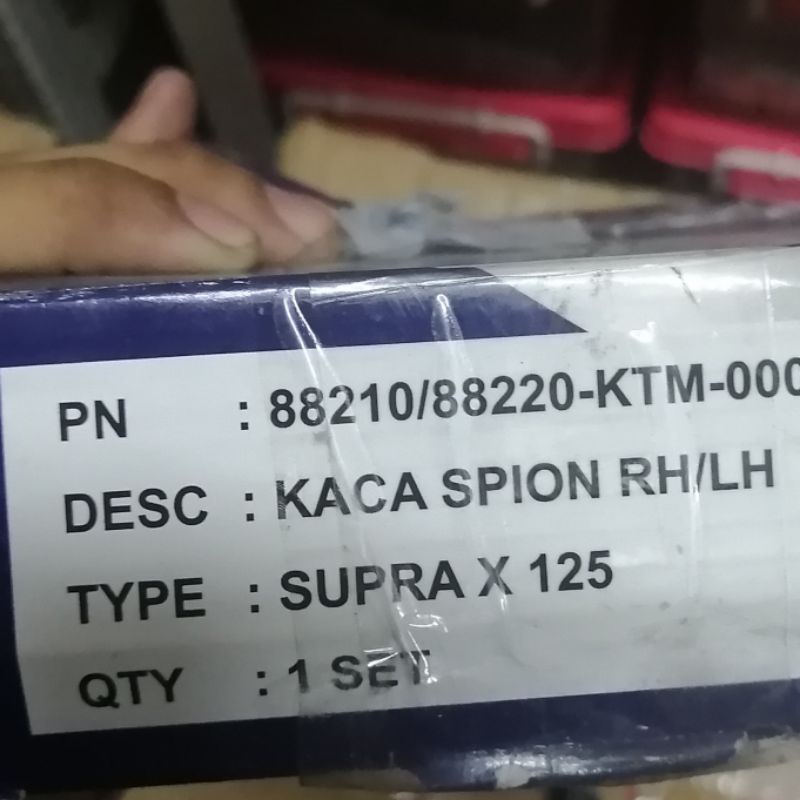 PN : 88210/88220-KTM-000
DESC : KACA SPION RH/LH
TYPE : SUPRA X 125
QTY : 1 SET